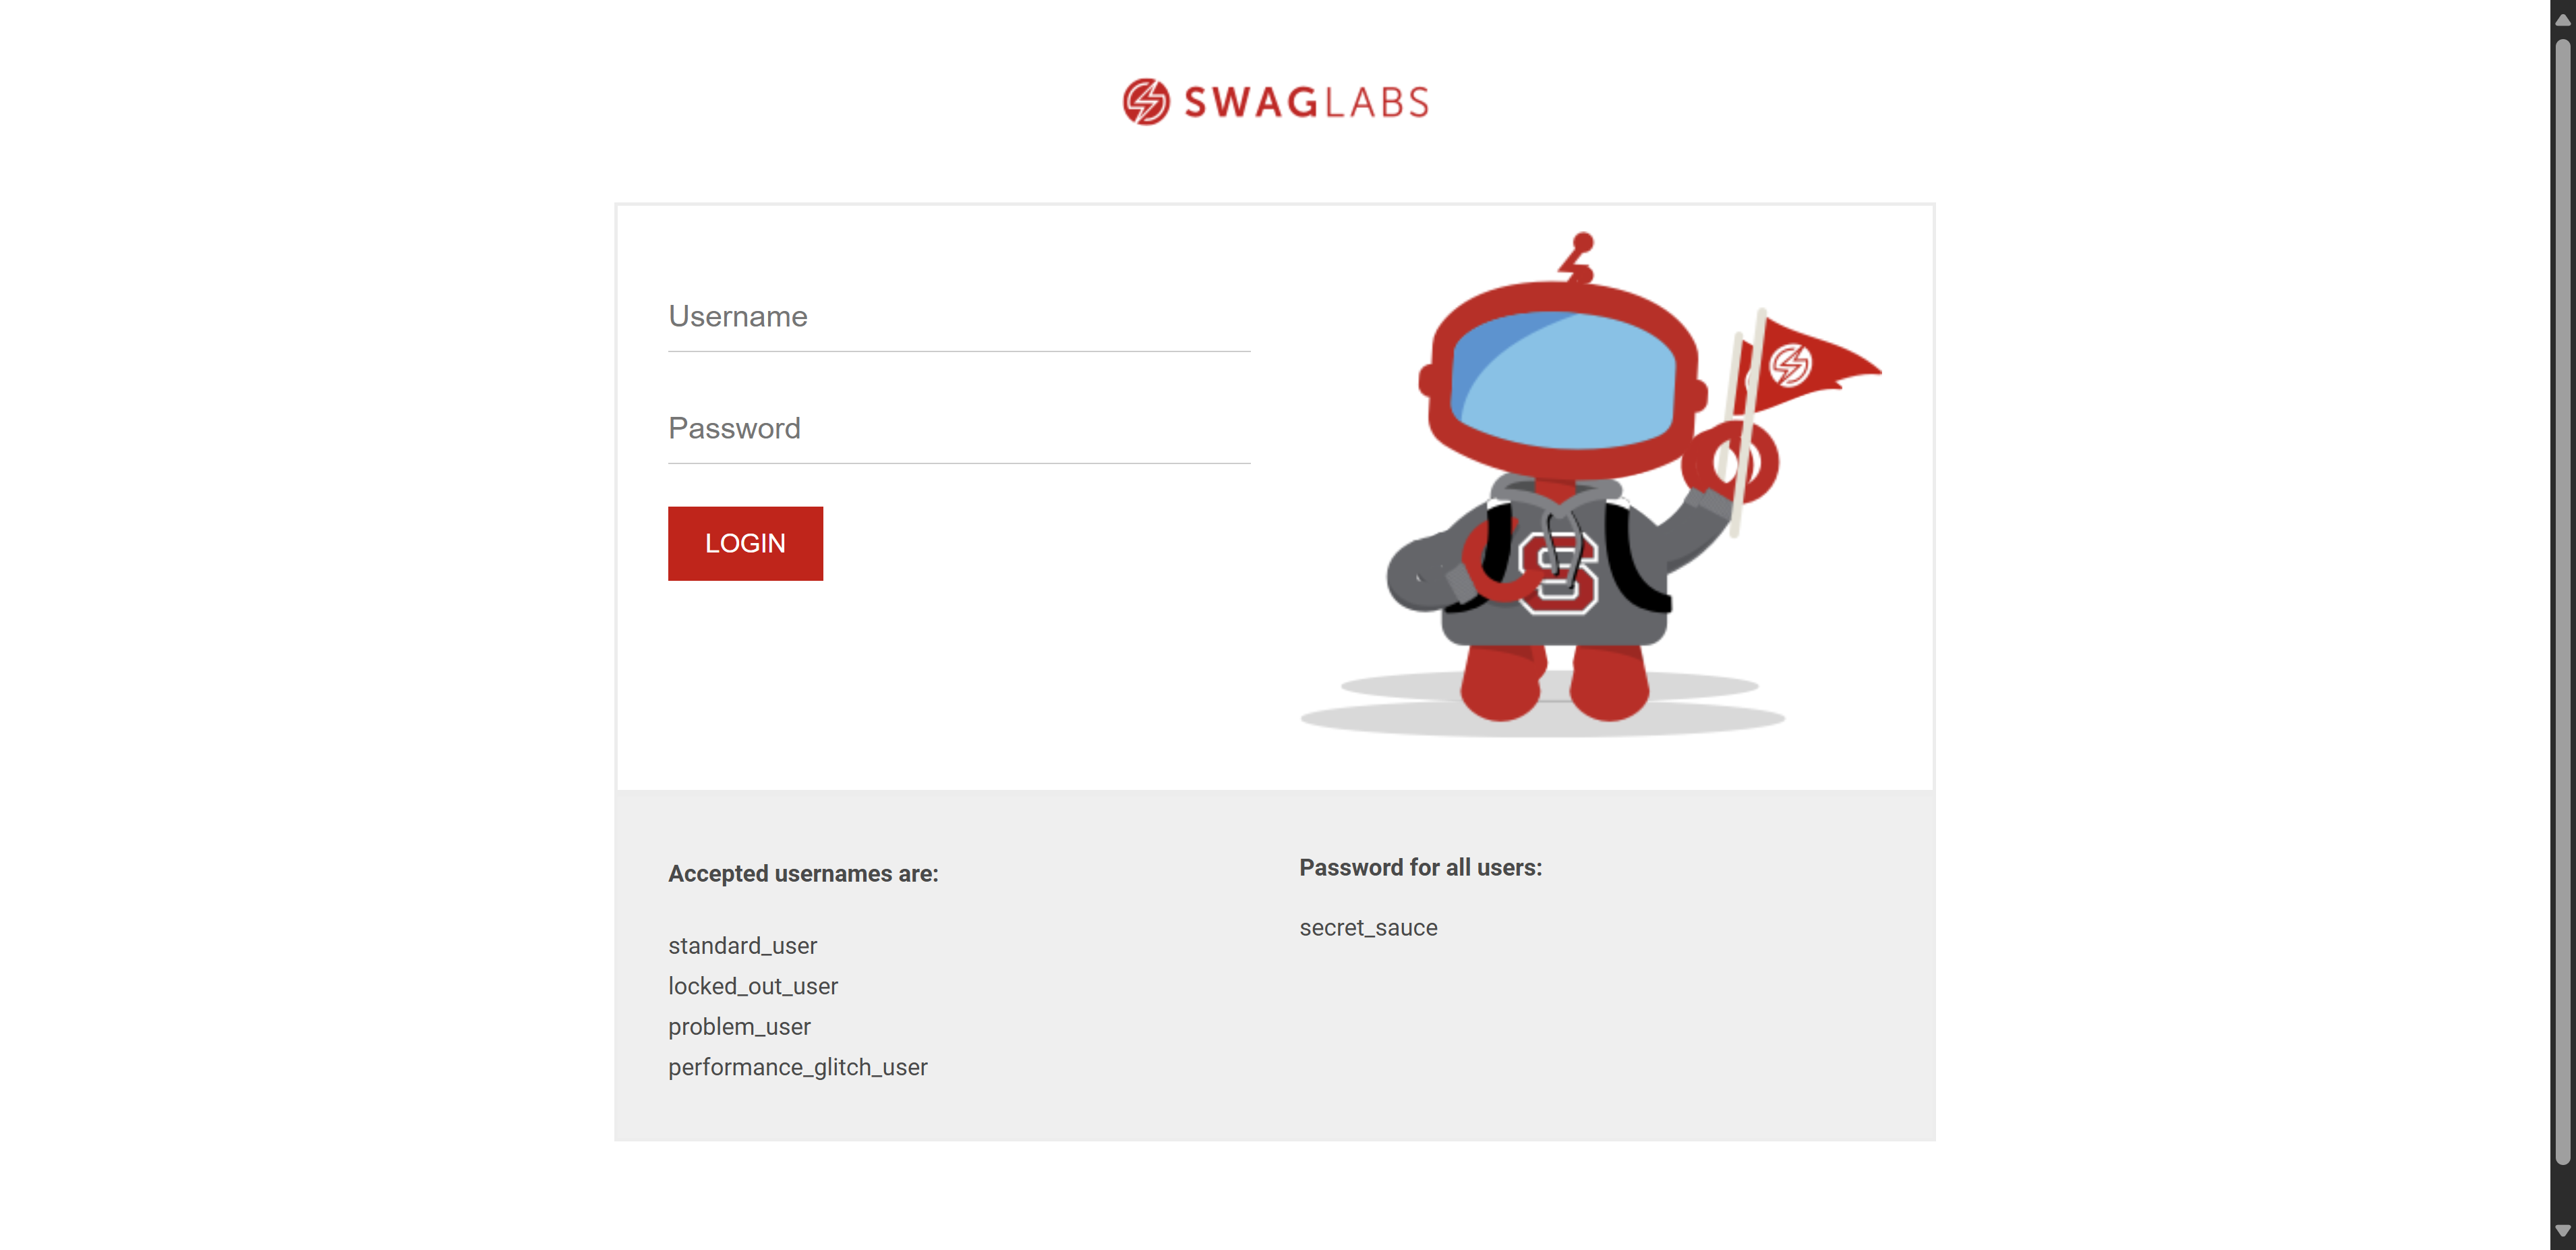 SWAGLABS
Username
Password
LOGIN
S
Accepted usernames are:
standard_user
locked_out_user
problem_user
performance_glitch_user
Password for all users:
secret_sauce